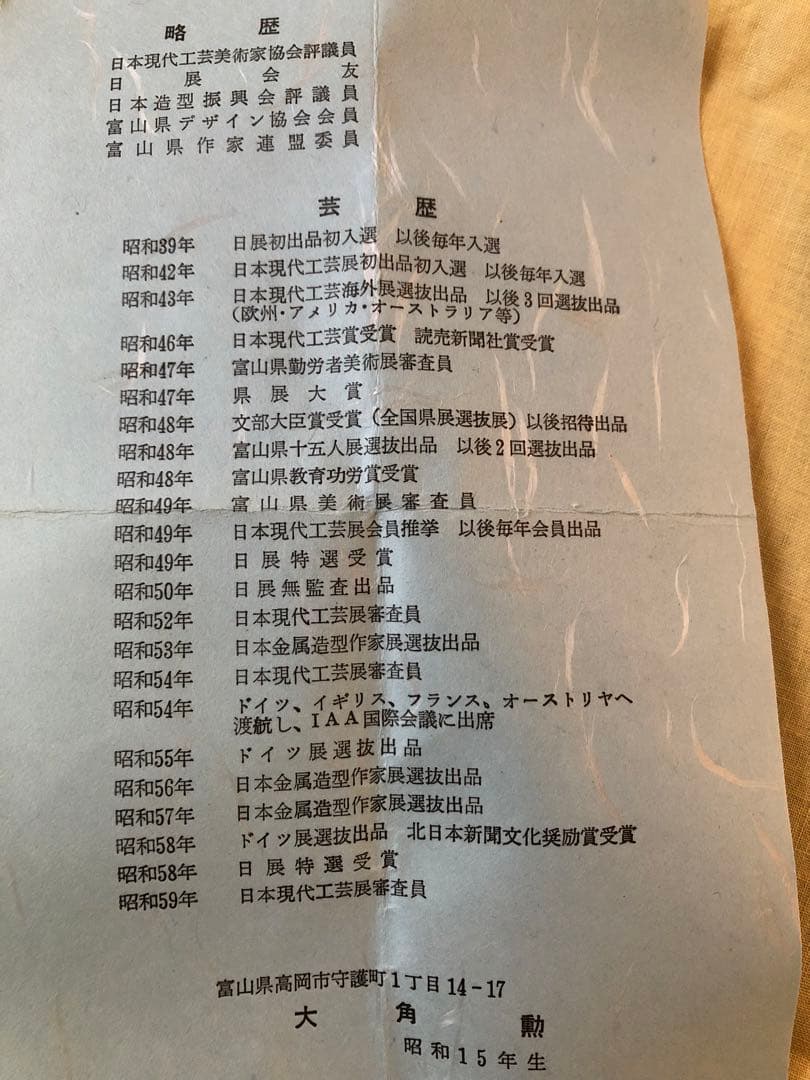 略歴
日本現代工芸美術家協会評議員
日展会友
日本造型振興会評議員
富山県デザイン協会会員
富山県作家連盟委員
芸歴
昭和39年 日展初出品初入選 以後毎年入選
昭和42年 日本現代工芸展初出品初入選 以後毎年入選
昭和43年 日本現代工芸海外展選抜出品 以後3回選抜出品
(欧州・アメリカ・オーストラリア等)
昭和46年 日本現代工芸賞受賞 読売新聞社賞受賞
昭和47年 富山県勤労者美術展審査員
昭和47年 県展大賞
昭和48年 文部大臣賞受賞(全国県展選抜展)以後招待出品
昭和48年 富山県十五人展選抜出品 以後2回選抜出品
昭和48年 富山県教育功労賞受賞
昭和49年 富山県美術展審査員
昭和49年 日本現代工芸展会員推挙 以後毎年会員出品
昭和49年 日展特選受賞
昭和50年 日展無監査出品
昭和52年 日本現代工芸展審査員
昭和53年 日本金属造型作家展選抜出品
昭和54年 日本現代工芸展審査員
昭和54年 ドイツ、イギリス、フランス、オーストリヤへ
渡航し、IAA国際会議に出席
昭和55年 ドイツ展選抜出品
昭和56年 日本金属造型作家展選抜出品
昭和57年 日本金属造型作家展選抜出品
昭和58年 ドイツ展選抜出品 北日本新聞文化奨励賞受賞
昭和58年 日展特選受賞
昭和59年 日本現代工芸展審査員
富山県高岡市守護町1丁目14-17
大角勲
昭和15年生